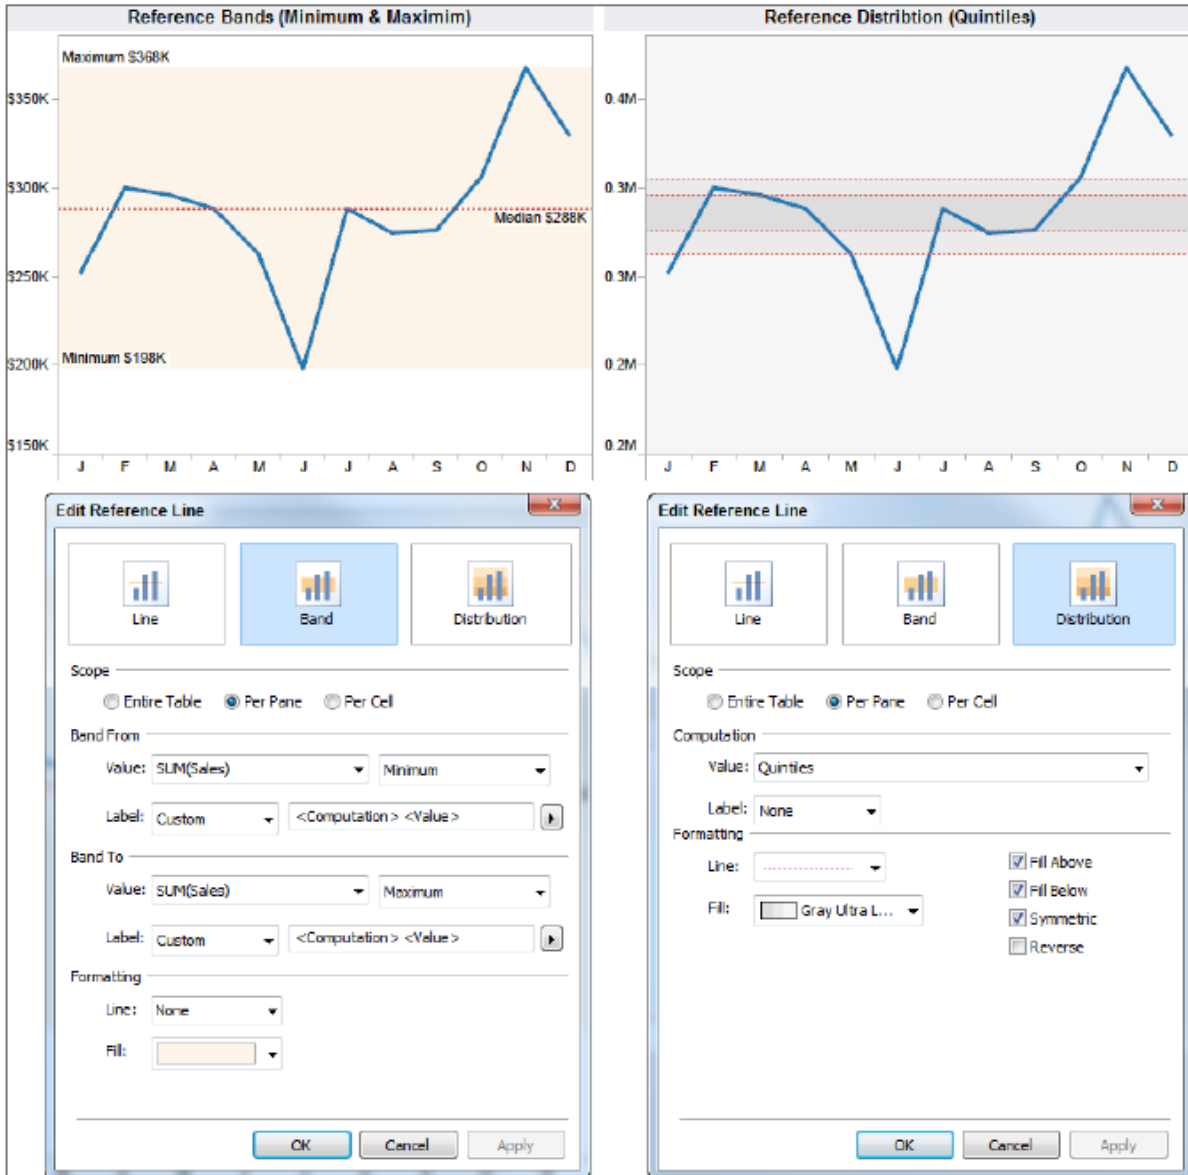 Reference Bands (Minimum & Maximim)
Maximum $368K
$350K
$300K
Median $288K
$250K
$200K
Minimum $198K
$150K
J F M A M J J A S O N D
Reference Distribtion (Quintiles)
0.4M
0.3M
0.3M
0.2M
0.2M
J F M A M J J A S O N D
Edit Reference Line
Line Band Distribution
Scope
Entire Table Per Pane Per Cell
Band From
Value: SUM(Sales) Minimum
Label: Custom <Computation> <Value>
Band To
Value: SUM(Sales) Maximum
Label: Custom <Computation> <Value>
Formatting
Line: None
Fill:
OK Cancel Apply
Edit Reference Line
Line Band Distribution
Scope
Entire Table Per Pane Per Cell
Computation
Value: Quintiles
Label: None
Formatting
Line: Fill Above
Fill Below
Fill: Gray Ultra L... Symmetric
Reverse
OK Cancel Apply